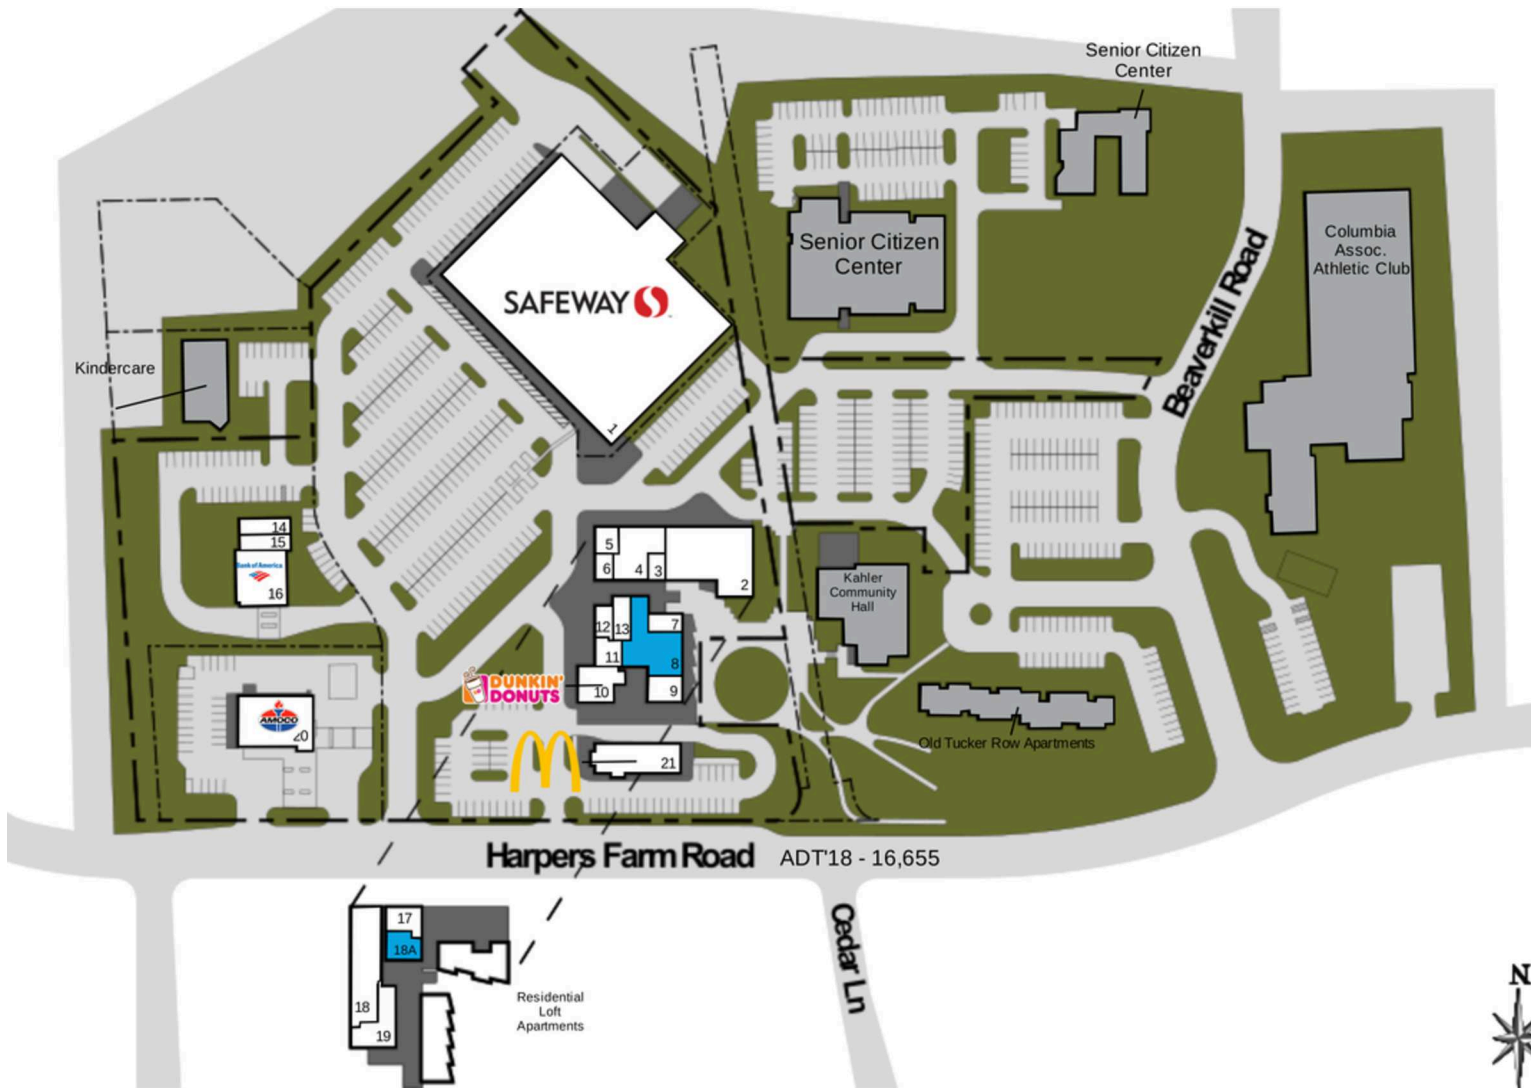 Senior Citizen
Center
Senior Citizen
Center
Columbia
Assoc.
Athletic Club
Beaverkill Road
SAFEWAY
1
Kindercare
14
15
Bank of America
16
5
6
4
3
2
Kahler
Community
Hall
12
13
7
11
8
10
9
DUNKIN'
DONUTS
AMOCO
20
21
Old Tucker Row Apartments
Harpers Farm Road
ADT'18 - 16,655
Cedar Ln
17
18A
18
19
Residential
Loft
Apartments
N